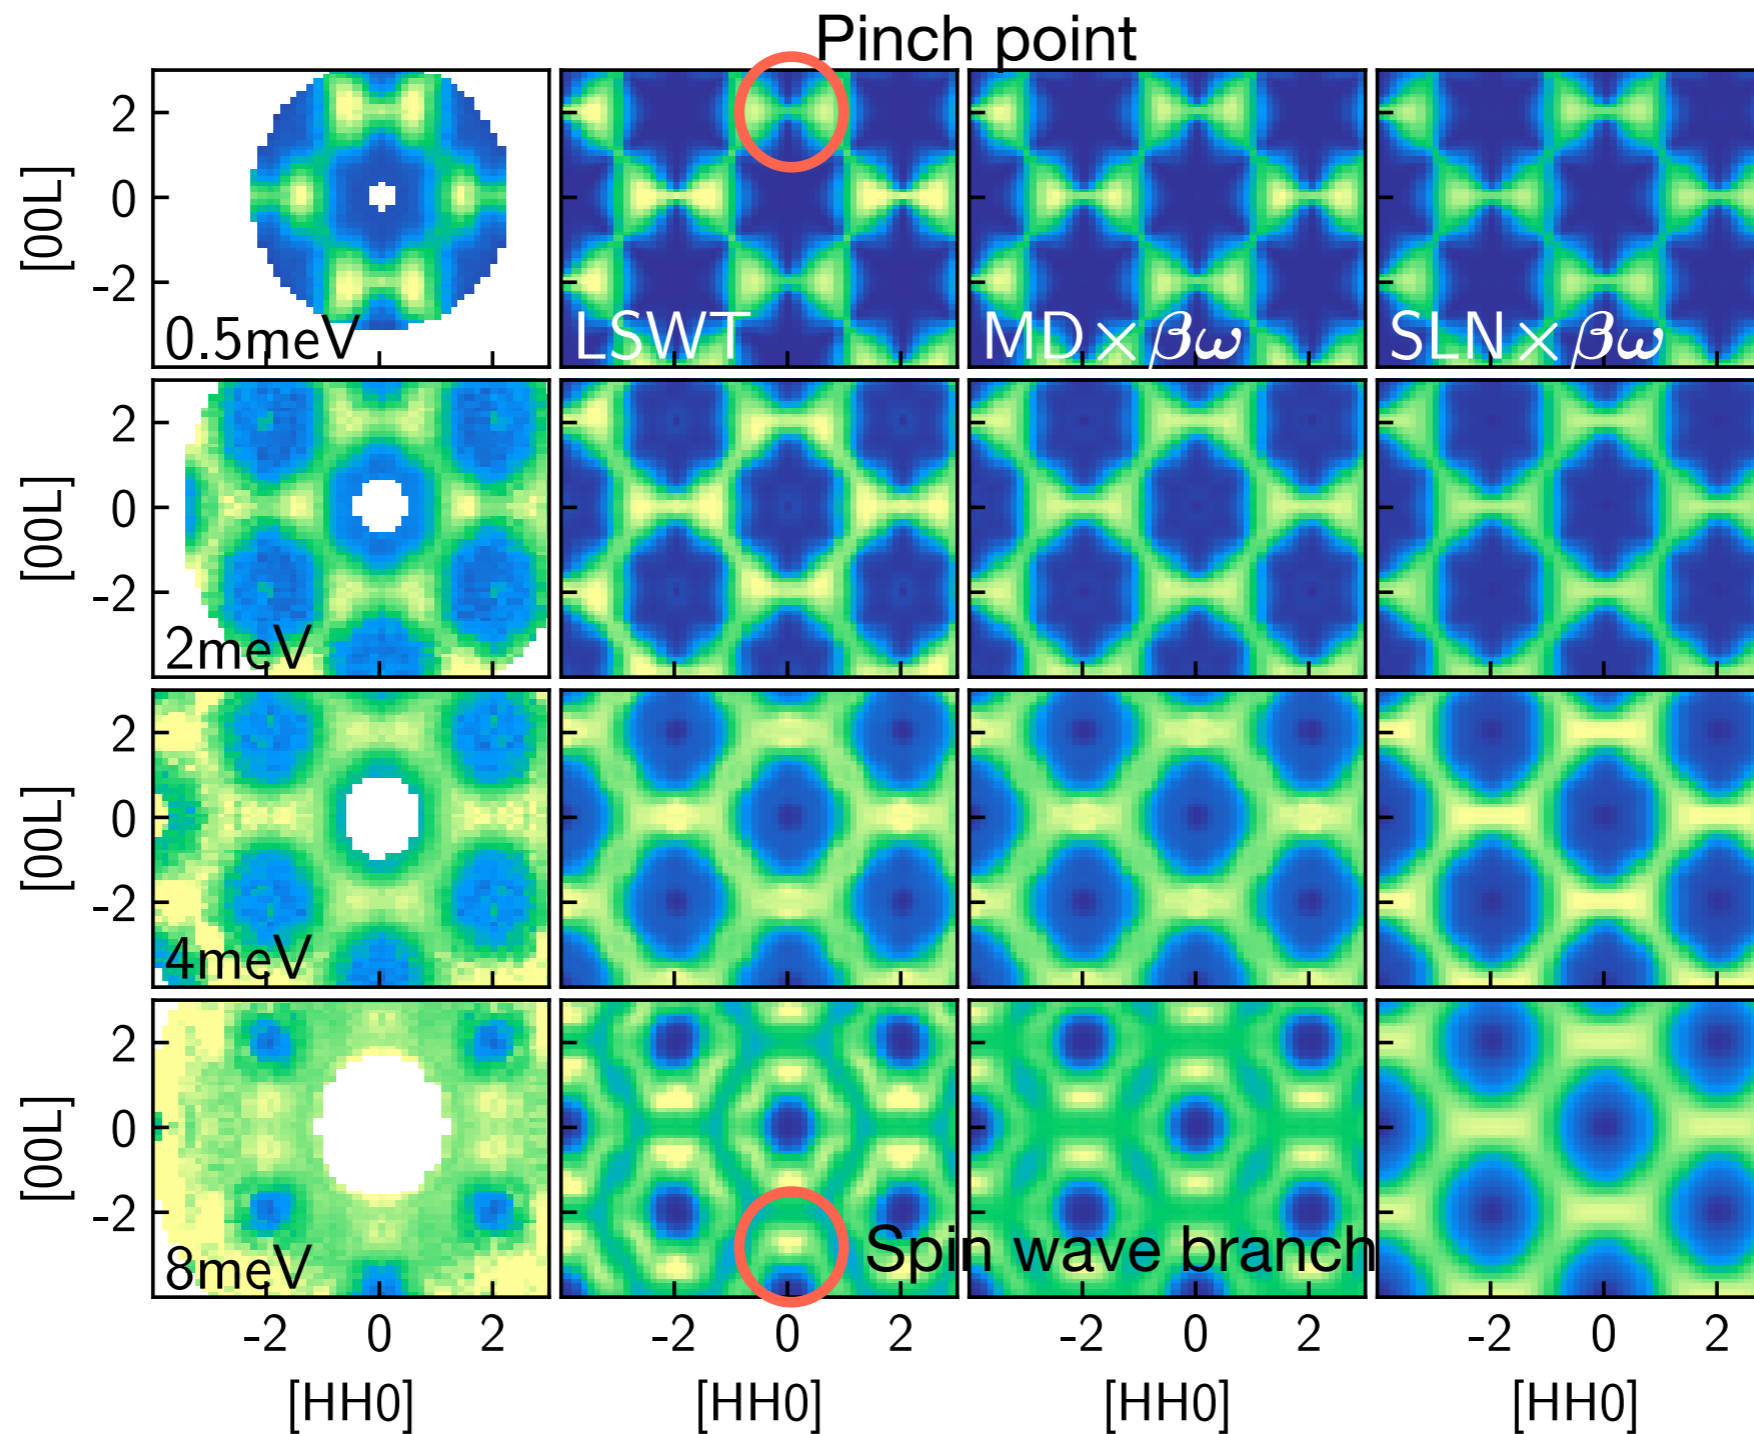 Pinch point
[00L]
2
0
-2
0.5meV
LSWT
MD×βω
SLN×βω
[00L]
2
0
-2
2meV
[00L]
2
0
-2
4meV
[00L]
2
0
-2
8meV
Spin wave branch
-2 0 2 -2 0 2 -2 0 2 -2 0 2
[HH0] [HH0] [HH0] [HH0]